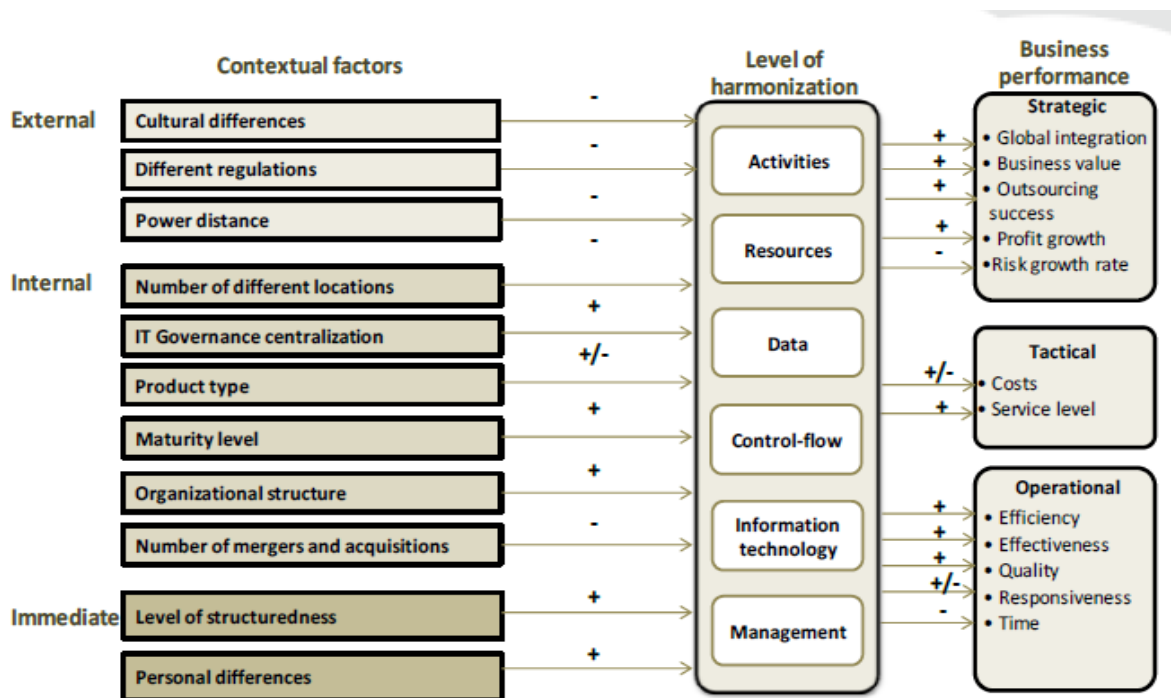 Contextual factors
Level of
harmonization
Business
performance
External
Cultural differences
-
Different regulations
-
Power distance
-
Internal
Number of different locations
-
IT Governance centralization
+
Product type
+/-
Maturity level
+
Organizational structure
+
Number of mergers and acquisitions
-
Immediate
Level of structuredness
+
Personal differences
+
Activities
Resources
Data
Control-flow
Information
technology
Management
Strategic
+
• Global integration
+
• Business value
+
• Outsourcing
success
+
• Profit growth
-
•Risk growth rate
Tactical
+/-
• Costs
+
• Service level
Operational
+
• Efficiency
+
• Effectiveness
+
• Quality
+/-
• Responsiveness
-
• Time